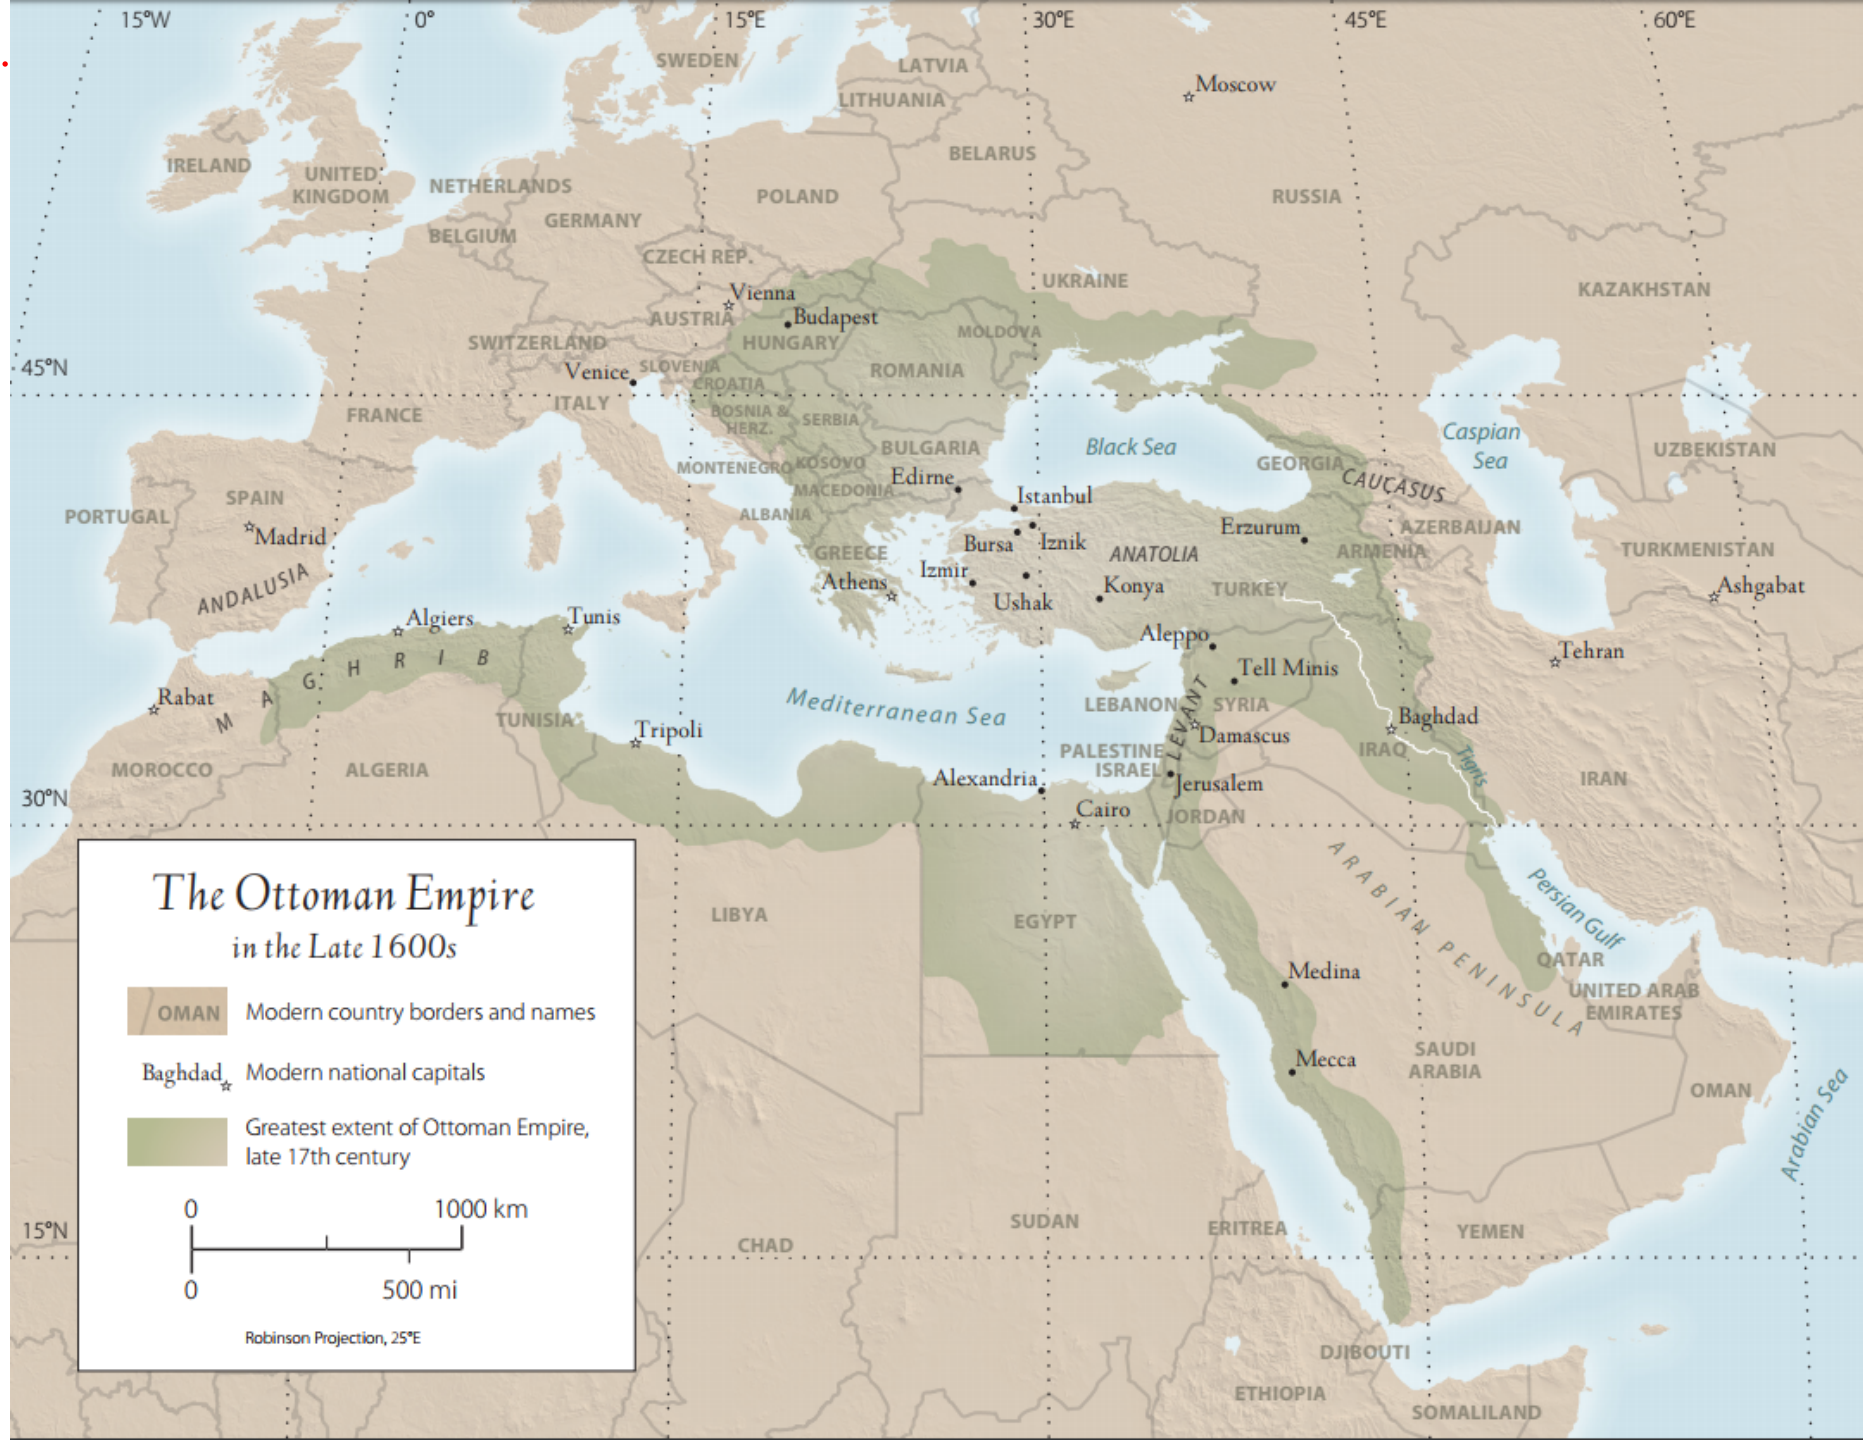 15°W
0°
15°E
30°E
45°E
60°E
SWEDEN
LATVIA
LITHUANIA
Moscow
BELARUS
IRELAND
UNITED
KINGDOM
NETHERLANDS
POLAND
RUSSIA
GERMANY
BELGIUM
CZECH REP.
UKRAINE
KAZAKHSTAN
Vienna
AUSTRIA
Budapest
HUNGARY
MOLDOVA
SWITZERLAND
45°N
Venice
SLOVENIA
ROMANIA
CROATIA
ITALY
FRANCE
BOSNIA &
HERZ.
SERBIA
Black Sea
Caspian
Sea
UZBEKISTAN
BULGARIA
GEORGIA
MONTENEGRO
KOSOVO
CAUCASUS
Edirne
MACEDONIA
Istanbul
SPAIN
PORTUGAL
ALBANIA
Madrid
Erzurum
AZERBAIJAN
Bursa
Iznik
ANATOLIA
ARMENIA
TURKMENISTAN
GREECE
Izmir
Athens
Konya
TURKEY
Ashgabat
ANDALUSIA
Ushak
Algiers
Tunis
Aleppo
Tehran
MAGHRIB
Tell Minis
Rabat
Mediterranean Sea
LEBANON
SYRIA
LEVANT
TUNISIA
Baghdad
Tripoli
Damascus
PALESTINE
IRAQ
ISRAEL
Tigris
MOROCCO
ALGERIA
Alexandria
Jerusalem
IRAN
30°N
Cairo
JORDAN
ARABIAN PENINSULA
Persian Gulf
LIBYA
EGYPT
QATAR
Medina
UNITED ARAB
EMIRATES
Mecca
SAUDI
ARABIA
OMAN
Arabian Sea
15°N
SUDAN
ERITREA
YEMEN
CHAD
DJIBOUTI
ETHIOPIA
SOMALILAND
The Ottoman Empire
in the Late 1600s
OMAN Modern country borders and names
Baghdad Modern national capitals
Greatest extent of Ottoman Empire,
late 17th century
0 1000 km
0 500 mi
Robinson Projection, 25°E